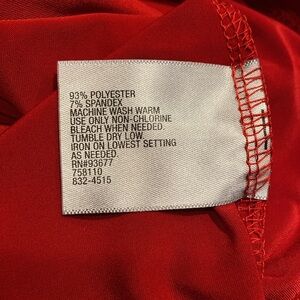 93% POLYESTER
7% SPANDEX
MACHINE WASH WARM
USE ONLY NON-CHLORINE
BLEACH WHEN NEEDED.
TUMBLE DRY LOW.
IRON ON LOWEST SETTING
AS NEEDED.
RN#93677
758110
832-4515